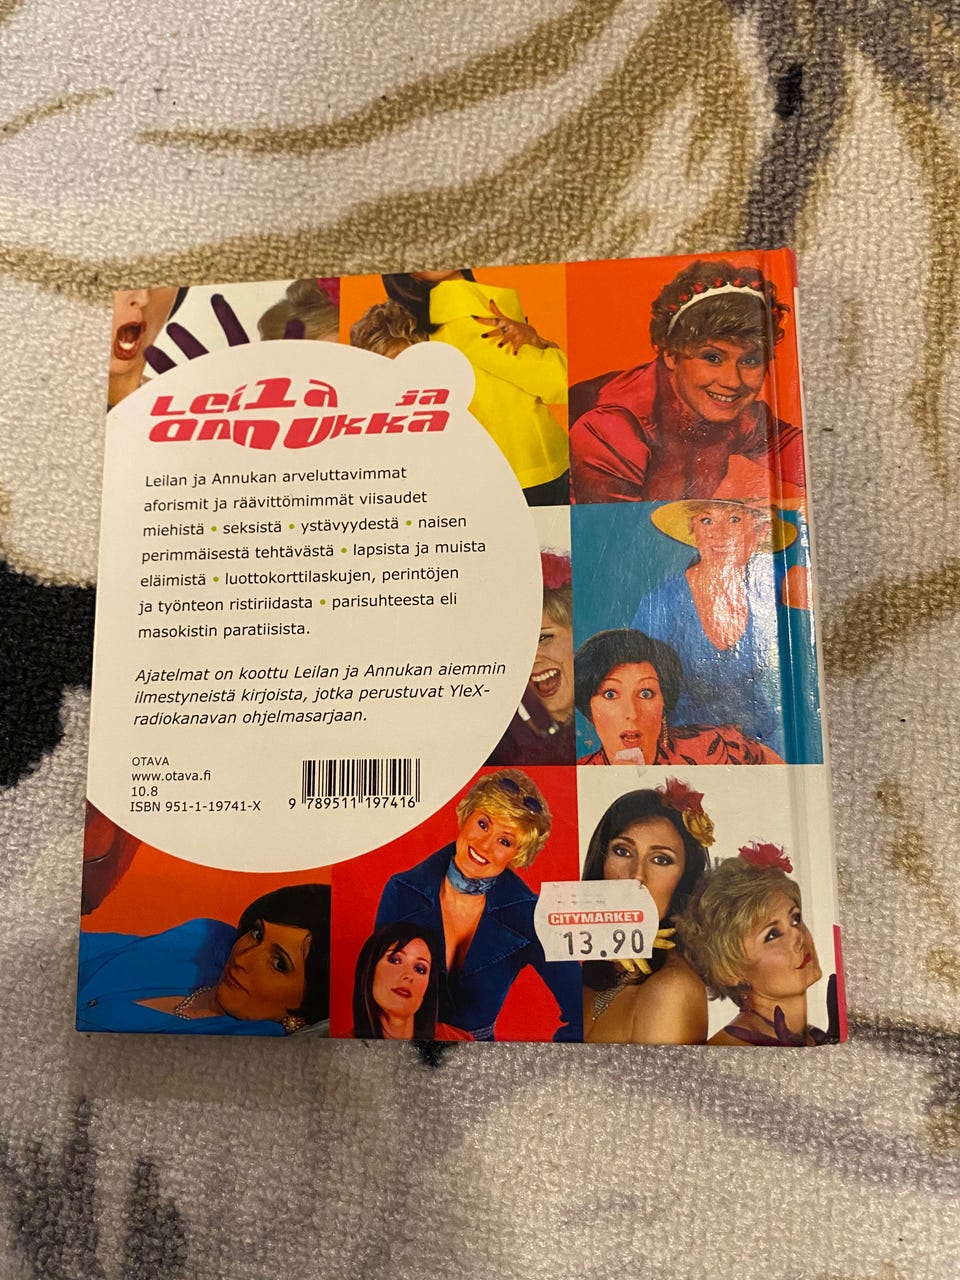 Leila ja
annukka
Leilan ja Annukan arveluttavimmat
aforismit ja räävittömimmät viisaudet
miehistä • seksistä • ystävyydestä • naisen
perimmäisestä tehtävästä • lapsista ja muista
eläimistä • luottokorttilaskujen, perintöjen
ja työnteon ristiriidasta • parisuhteesta eli
masokistin paratiisista.
Ajatelmat on koottu Leilan ja Annukan aiemmin
ilmestyneistä kirjoista, jotka perustuvat YleX-
radiokanavan ohjelmasarjaan.
OTAVA
www.otava.fi
10.8
ISBN 951-1-19741-X
9 789511 197416
CITYMARKET
13.90